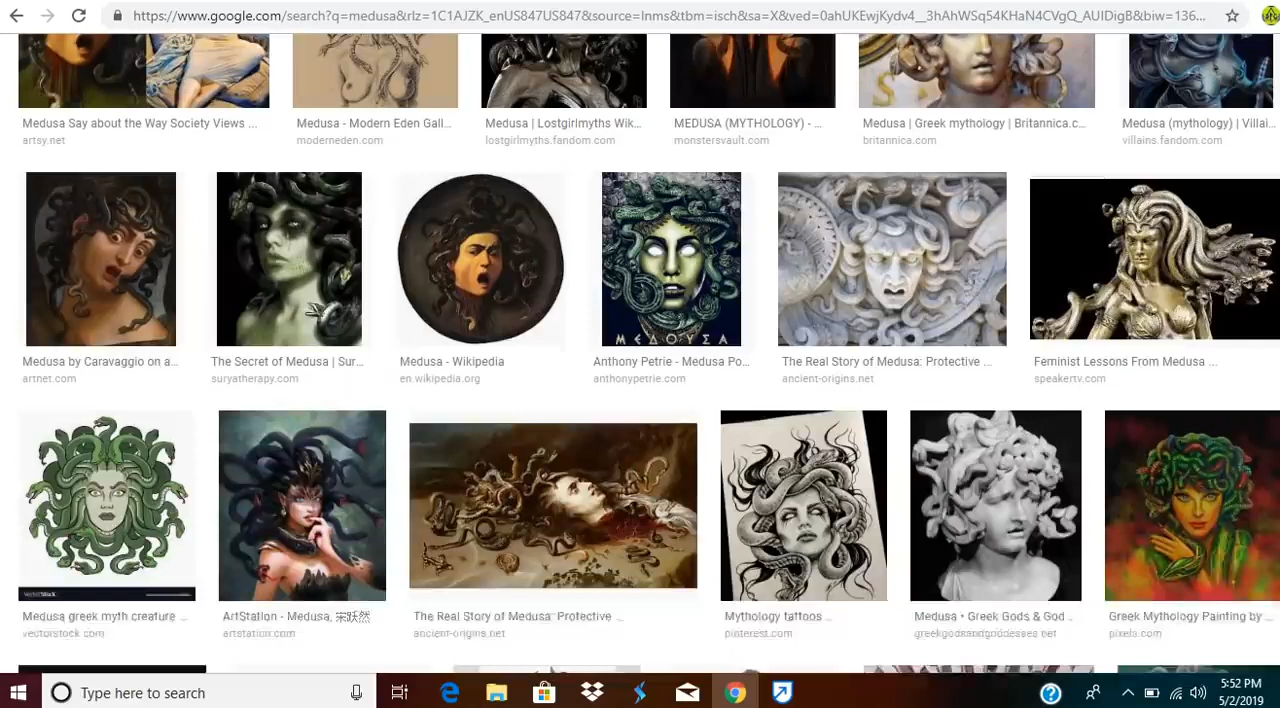 https://www.google.com/search?q=medusa&rlz=1C1AJZK_enUS847US847&source=lnms&tbm=isch&sa=X&ved=0ahUKEwjKydv4__3hAhWSq54KHaN4CVgQ_AUIDigB&biw=136...
Medusa Say about the Way Society Views ...
Medusa - Modern Eden Gall...
Medusa | Lostgirlmyths Wik...
MEDUSA (MYTHOLOGY) - ...
Medusa | Greek mythology | Britannica.c...
Medusa (mythology) | Villai...
artsy.net
moderneden.com
lostgirlmyths.fandom.com
monstersvault.com
britannica.com
villains.fandom.com
ΜΕΔΟΥΣΑ
Medusa by Caravaggio on a...
The Secret of Medusa | Sur...
Medusa - Wikipedia
Anthony Petrie - Medusa Po...
The Real Story of Medusa: Protective ...
Feminist Lessons From Medusa ...
artnet.com
suryatherapy.com
en.wikipedia.org
anthonypetrie.com
ancient-origins.net
speakertv.com
VectorStock
Medusa greek myth creature ...
ArtStation - Medusa, 宋跃然
The Real Story of Medusa: Protective ...
Mythology tattoos ...
Medusa • Greek Gods & God...
Greek Mythology Painting by ...
vectorstock.com
artstation.com
ancient-origins.net
pinterest.com
greekgodsandgoddesses.net
pixels.com
Type here to search
5:52 PM
5/2/2019